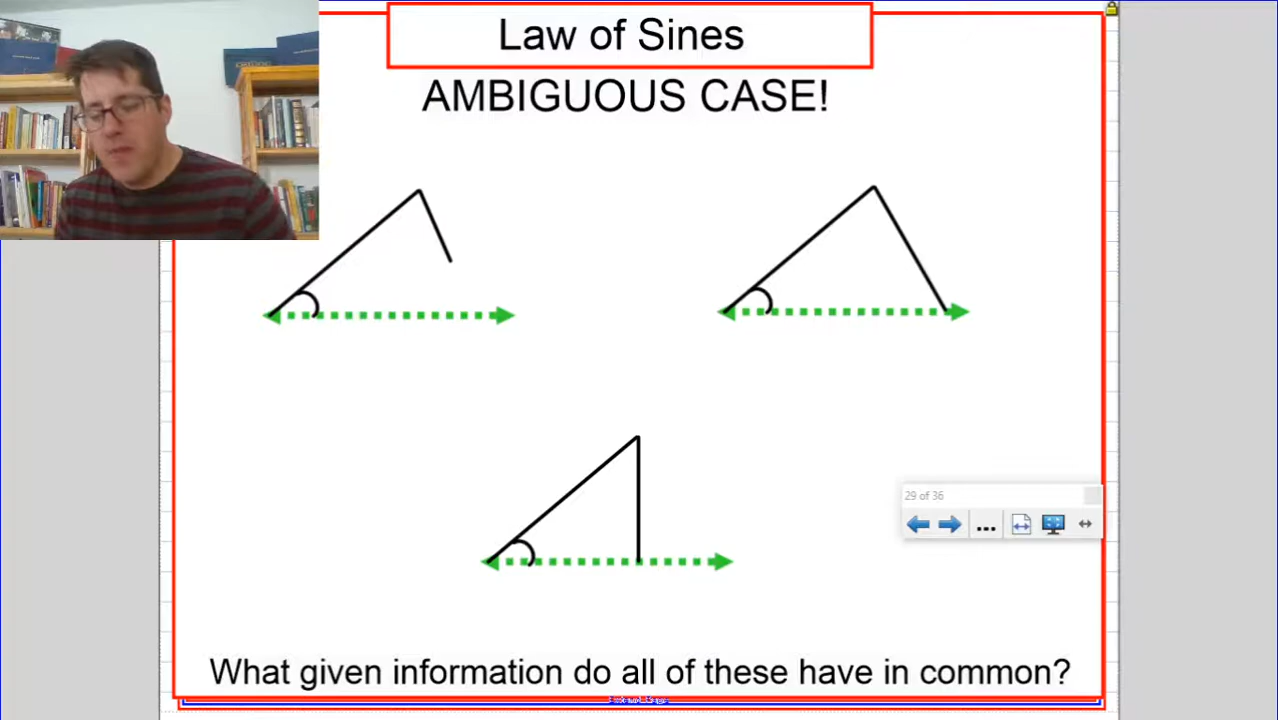 Law of Sines
AMBIGUOUS CASE!
29 of 36
What given information do all of these have in common?